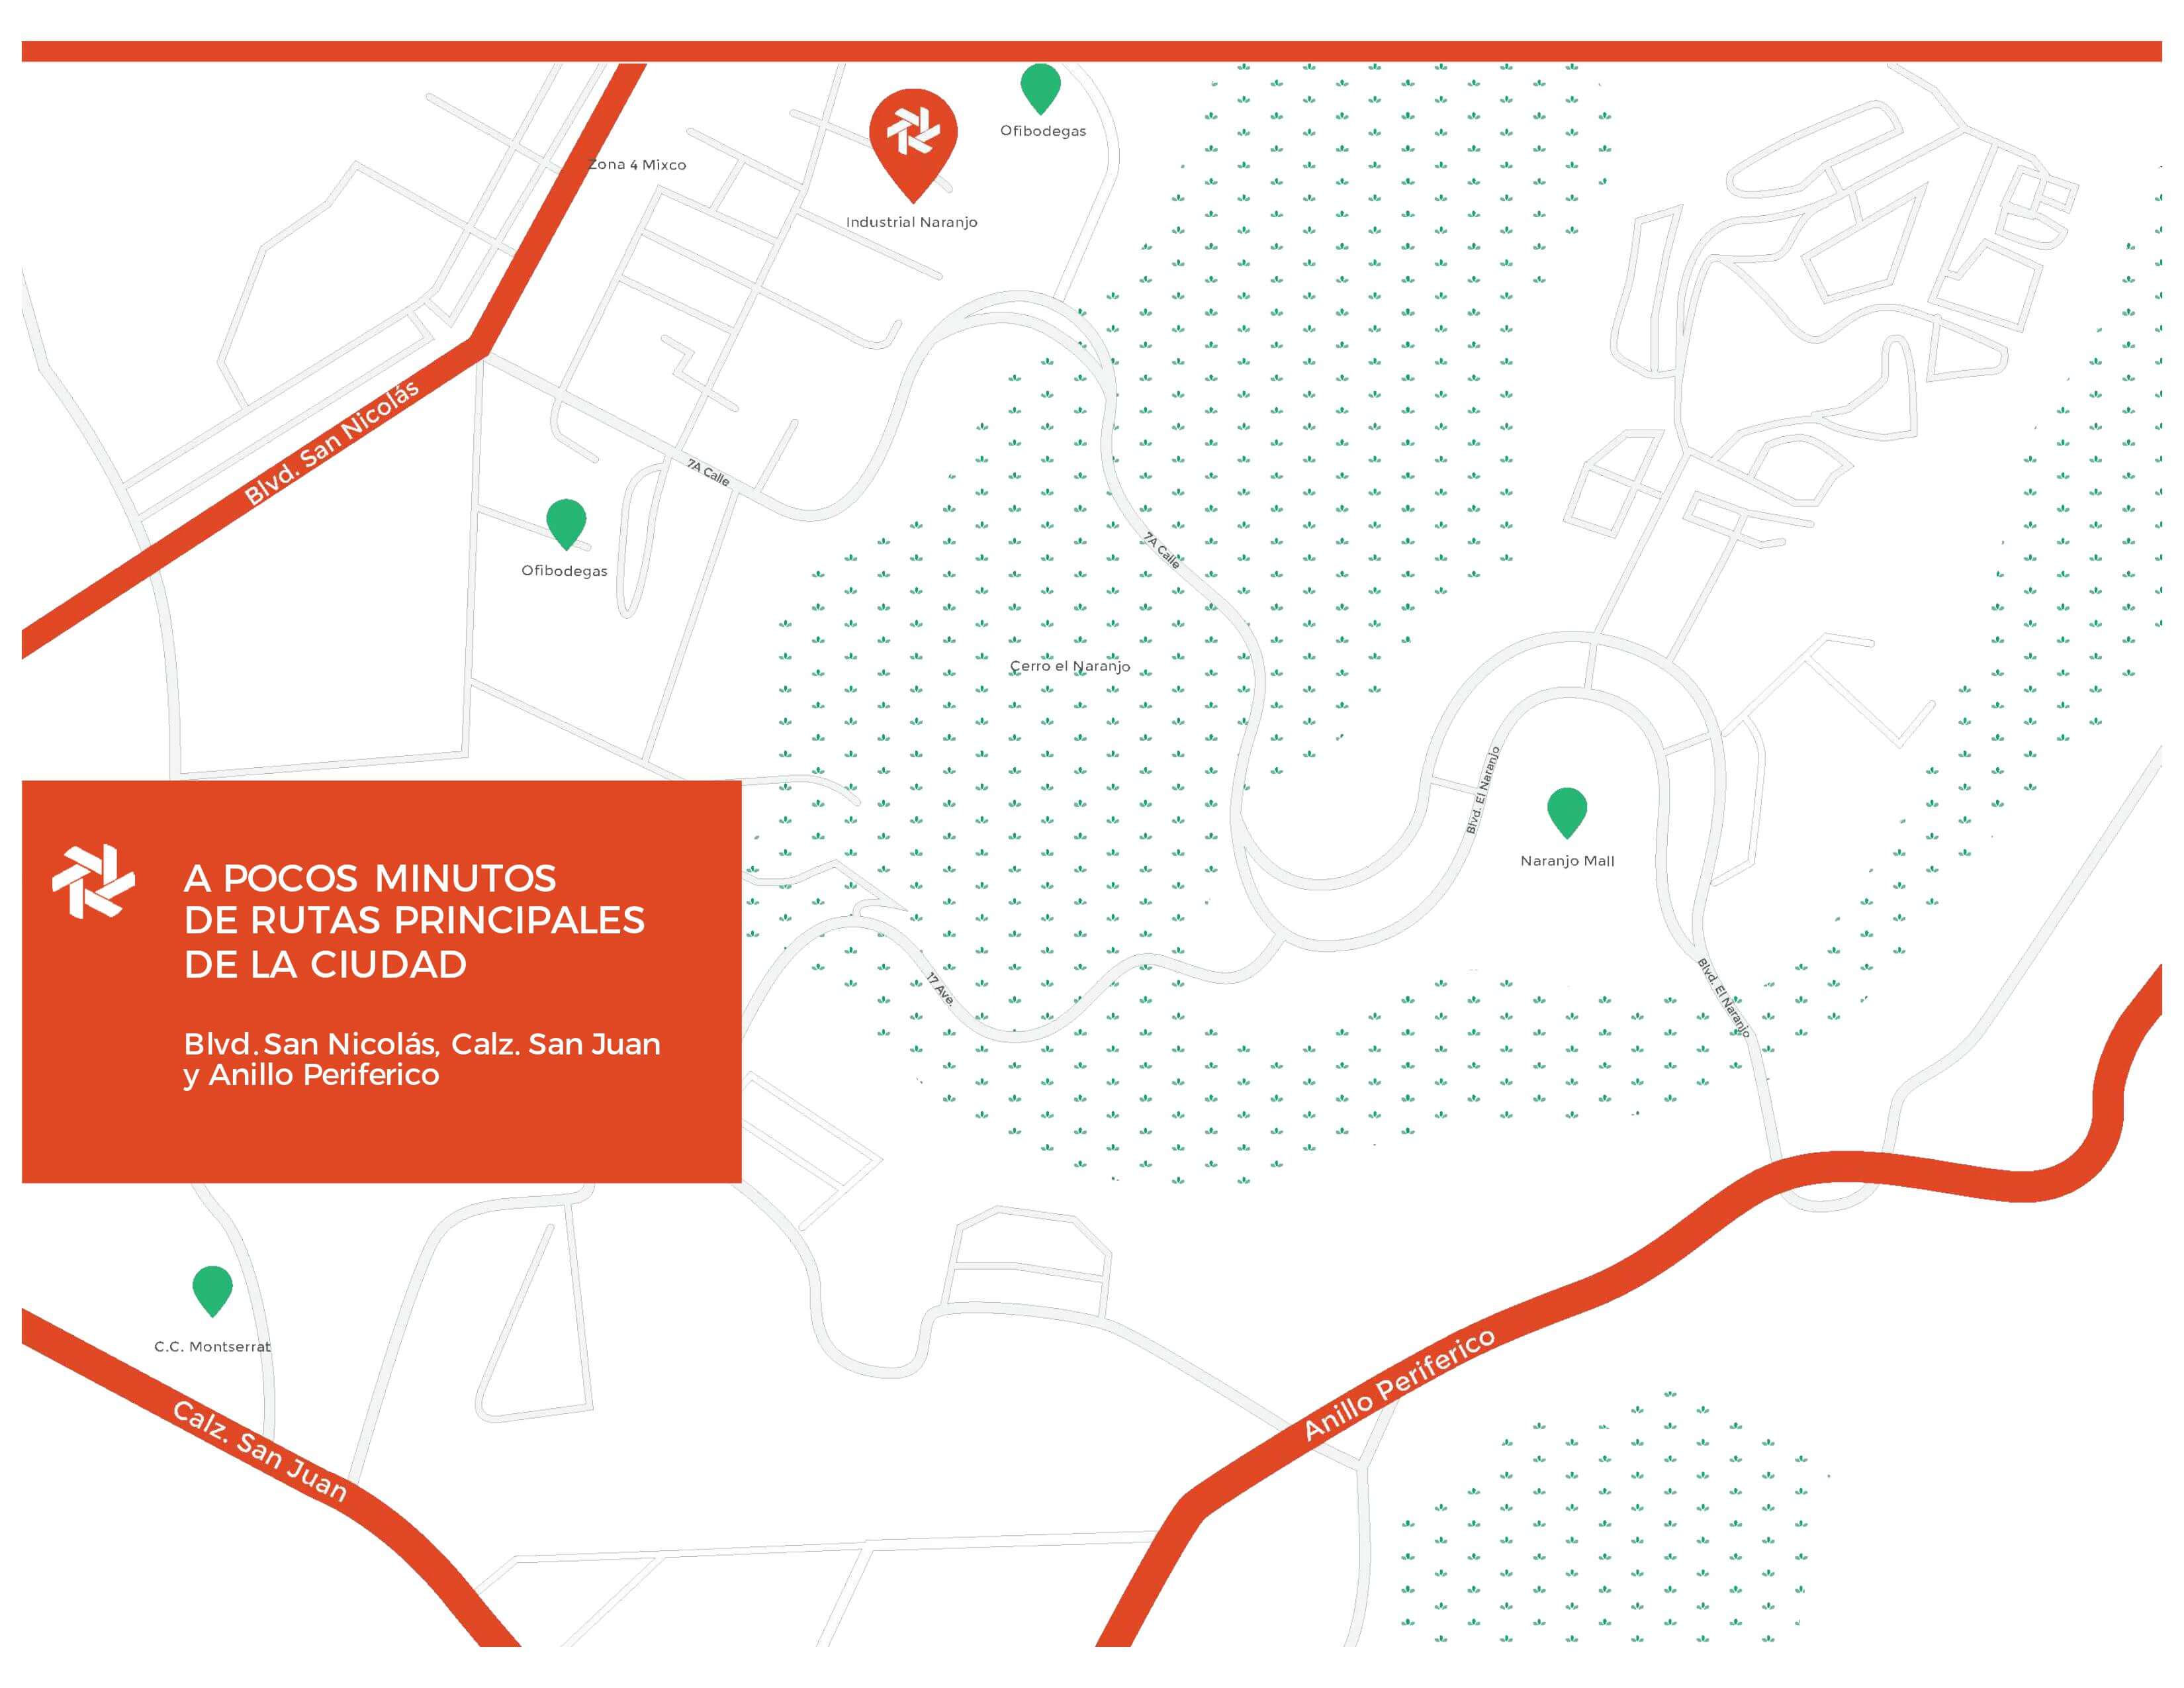 Ofibodegas
Zona 4 Mixco
Industrial Naranjo
Blvd. San Nicolás
7A Calle
Ofibodegas
7A Calle
Cerro el Naranjo
Blvd. El Naranjo
Naranjo Mall
A POCOS MINUTOS
DE RUTAS PRINCIPALES
DE LA CIUDAD
Blvd. San Nicolás, Calz. San Juan
y Anillo Periferico
17 Ave.
Blvd. El Naranjo
C.C. Montserrat
Anillo Periferico
Calz. San Juan